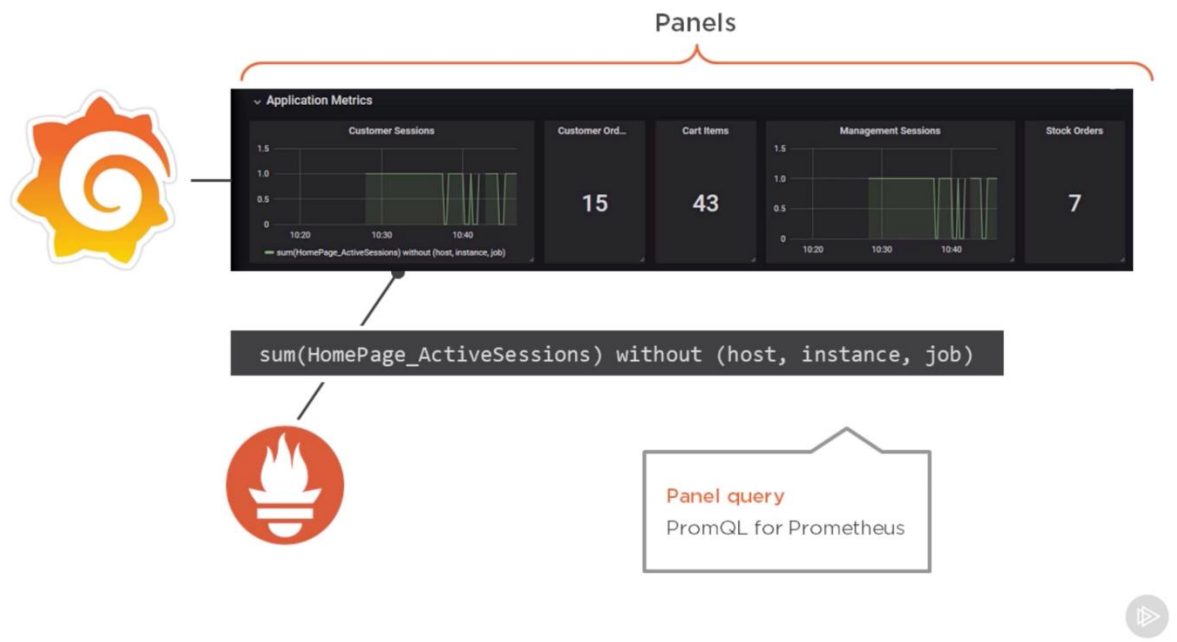 Panels
Application Metrics
Customer Sessions
1.5
1.0
0.5
0
10:20 10:30 10:40
sum(HomePage_ActiveSessions) without (host, instance, job)
Customer Ord...
15
Cart Items
43
Management Sessions
1.5
1.0
0.5
0
10:20 10:30 10:40
Stock Orders
7
sum(HomePage_ActiveSessions) without (host, instance, job)
Panel query
PromQL for Prometheus